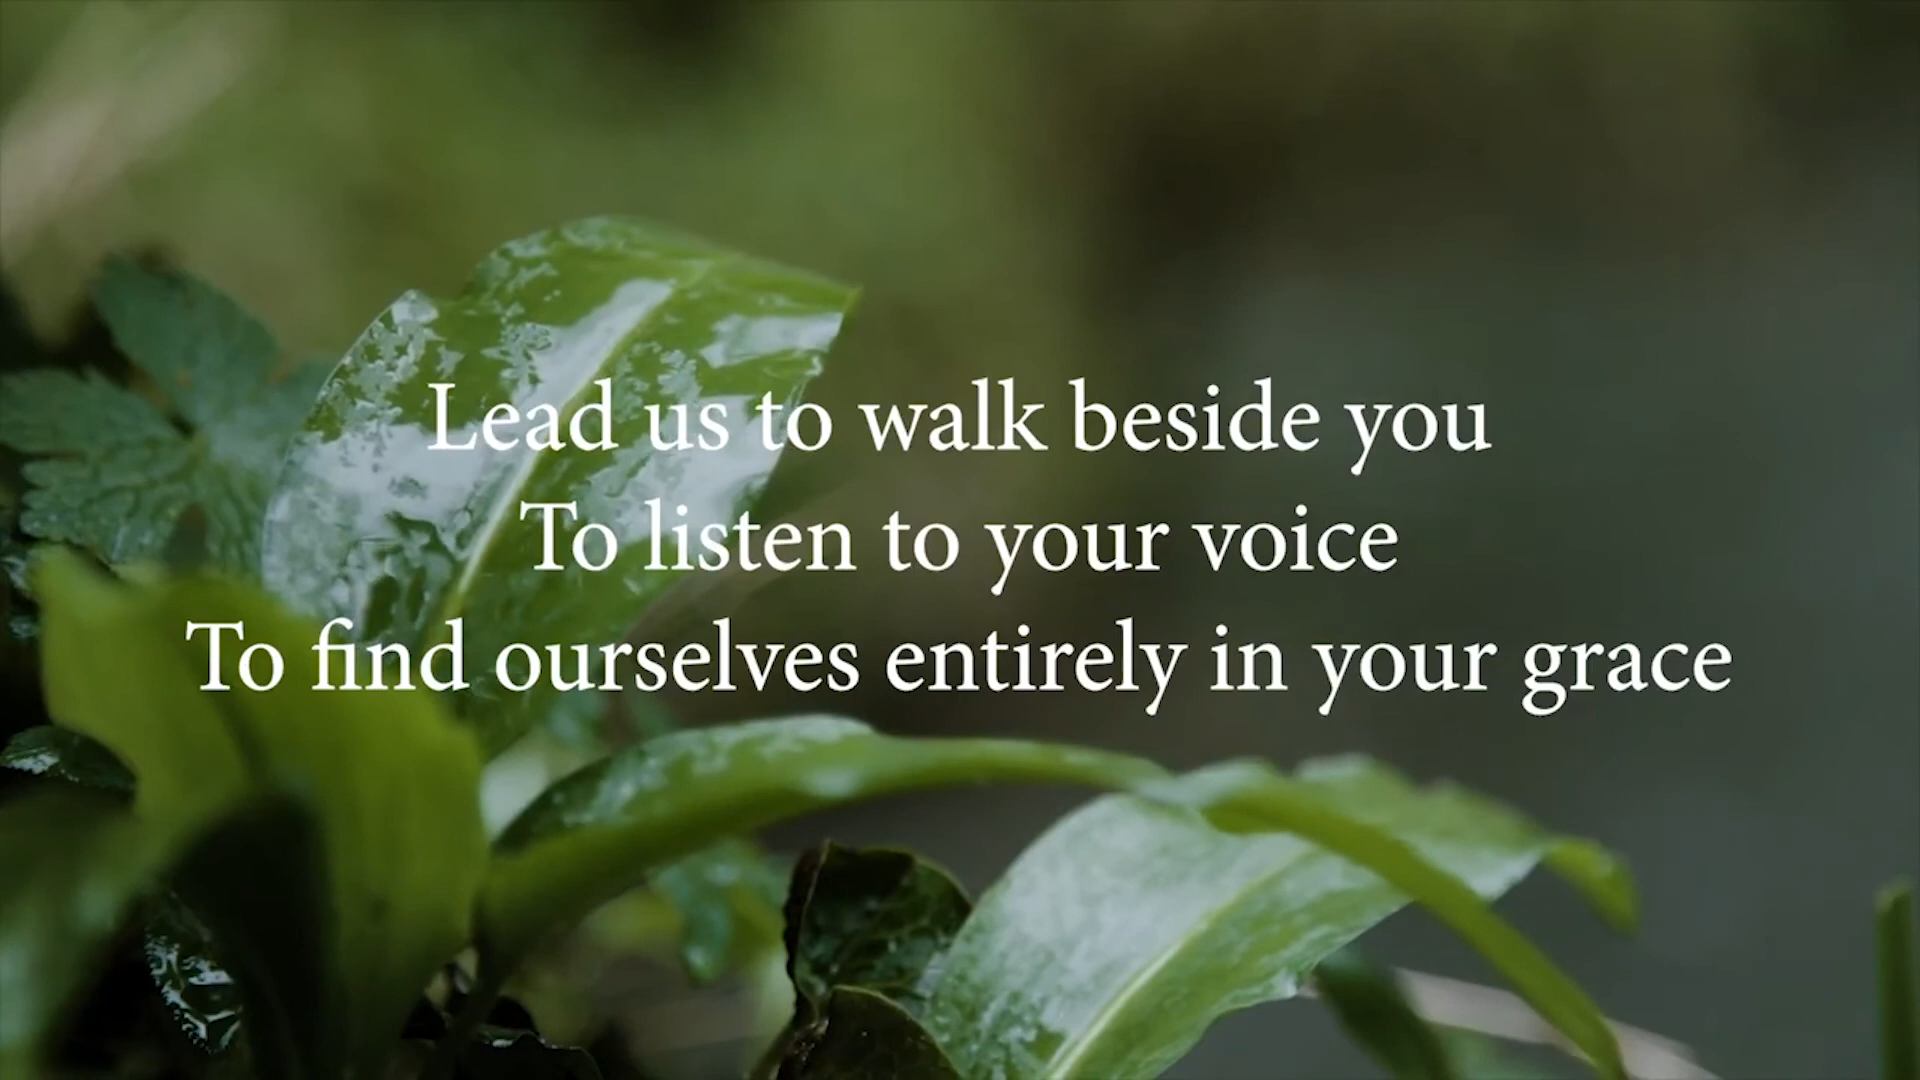 Lead us to walk beside you
To listen to your voice
To find ourselves entirely in your grace